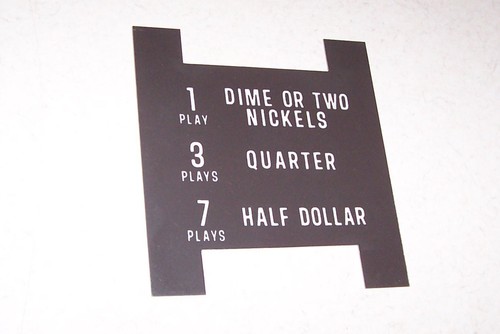 1 DIME OR TWO
PLAY NICKELS
3 QUARTER
PLAYS
7 HALF DOLLAR
PLAYS